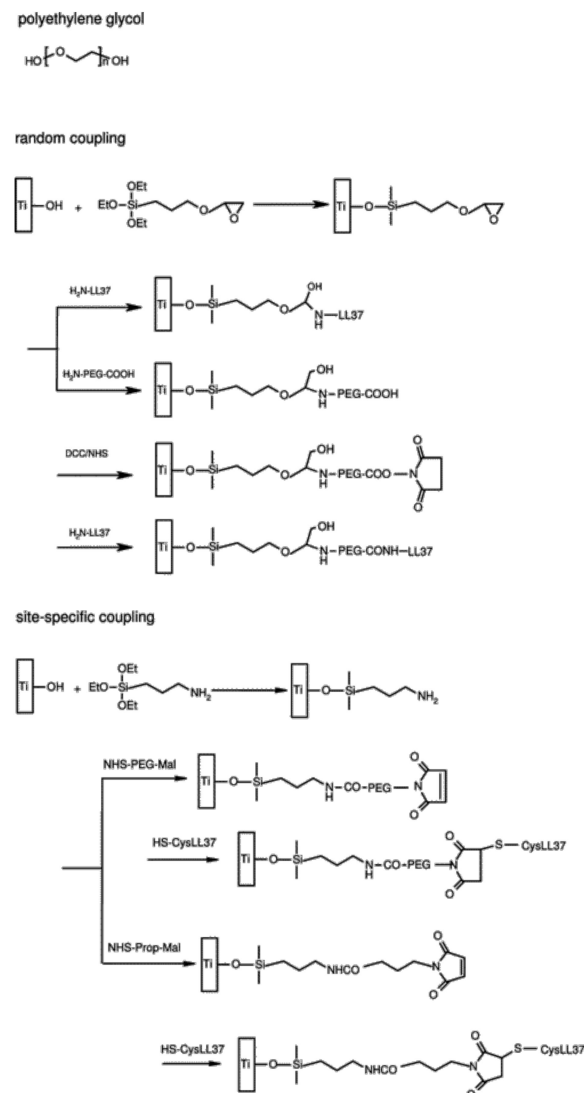 polyethylene glycol
HO[O]nOH
random coupling
Ti OH + EtO OEt Si OEt O O Ti O Si O O
H2N-LL37 Ti O Si O OH N H LL37
H2N-PEG-COOH Ti O Si O OH N H PEG-COOH
DCC/NHS Ti O Si O OH N H PEG-COO N O O
H2N-LL37 Ti O Si O OH N H PEG-CONH LL37
site-specific coupling
Ti OH + EtO OEt Si OEt NH2 Ti O Si NH2
NHS-PEG-Mal Ti O Si N H CO-PEG N O O
HS-CysLL37 Ti O Si N H CO-PEG N O O S CysLL37
NHS-Prop-Mal Ti O Si NHCO N O O
HS-CysLL37 Ti O Si NHCO N O O S CysLL37